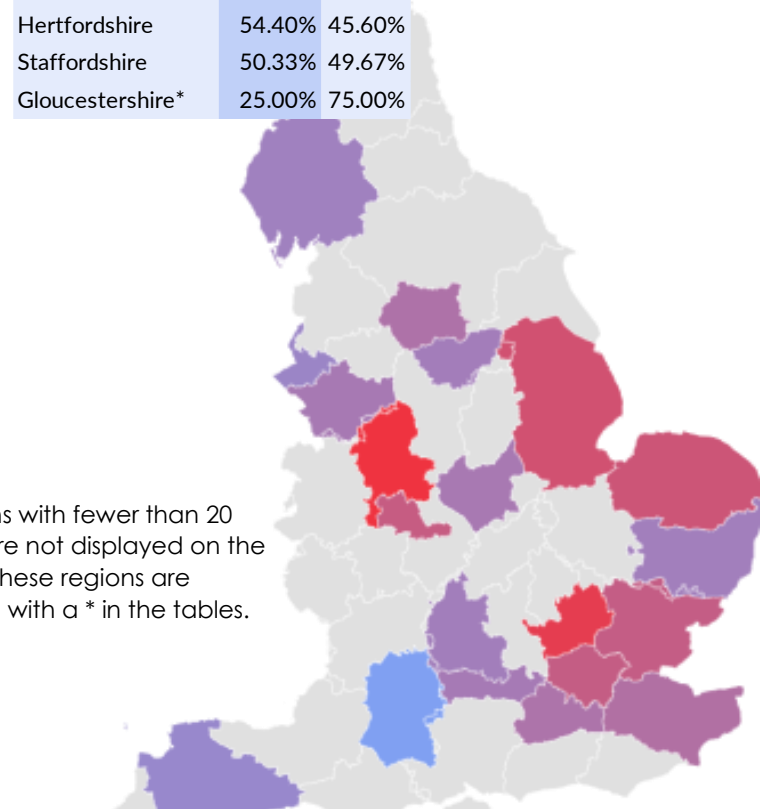 Hertfordshire 54.40% 45.60%
Staffordshire 50.33% 49.67%
Gloucestershire* 25.00% 75.00%
with fewer than 20
not displayed on the
hese regions are
with a * in the tables.